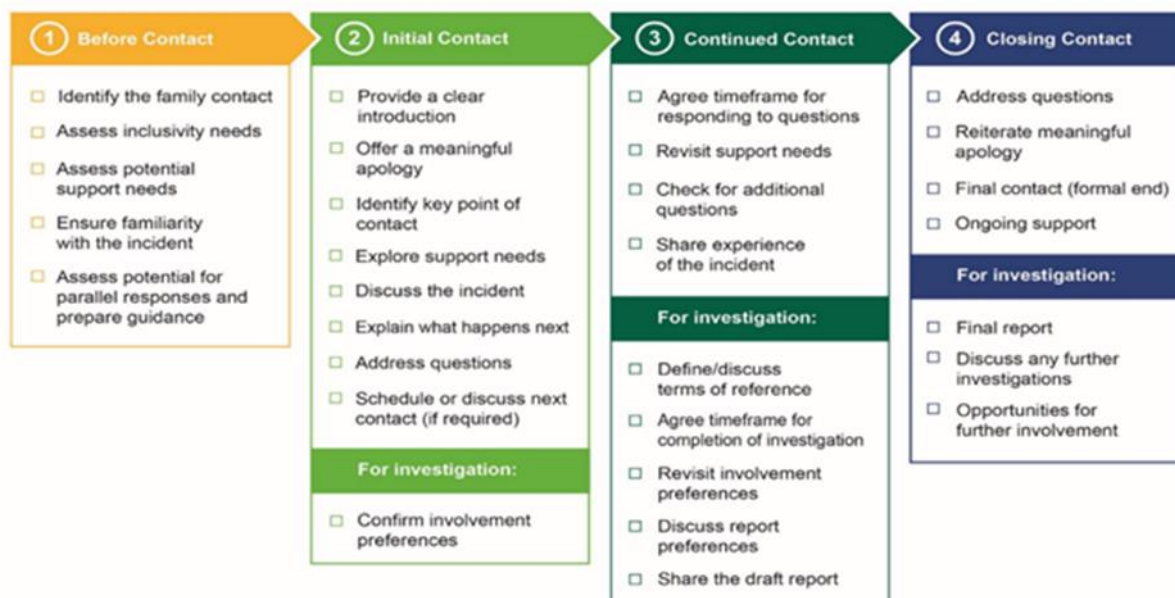 1 Before Contact
Identify the family contact
Assess inclusivity needs
Assess potential
support needs
Ensure familiarity
with the incident
Assess potential for
parallel responses and
prepare guidance
2 Initial Contact
Provide a clear
introduction
Offer a meaningful
apology
Identify key point of
contact
Explore support needs
Discuss the incident
Explain what happens next
Address questions
Schedule or discuss next
contact (if required)
For investigation:
Confirm involvement
preferences
3 Continued Contact
Agree timeframe for
responding to questions
Revisit support needs
Check for additional
questions
Share experience
of the incident
For investigation:
Define/discuss
terms of reference
Agree timeframe for
completion of investigation
Revisit involvement
preferences
Discuss report
preferences
Share the draft report
4 Closing Contact
Address questions
Reiterate meaningful
apology
Final contact (formal end)
Ongoing support
For investigation:
Final report
Discuss any further
investigations
Opportunities for
further involvement